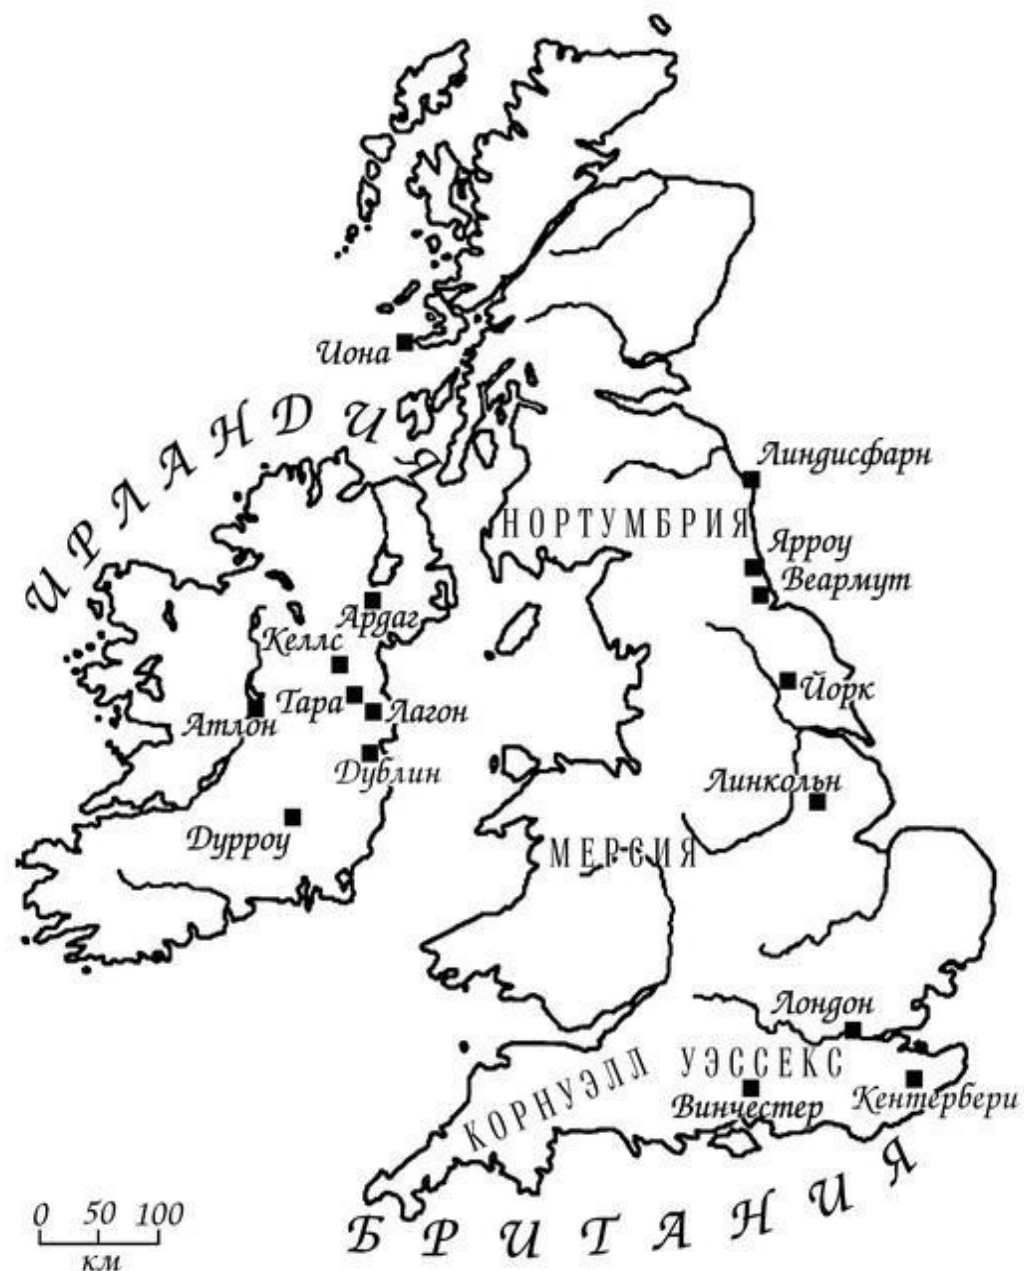 Иона
ИРЛАНДИ
Линдисфарн
НОРТУМБРИЯ
Ярроу
Веармут
Ардаг
Келлс
Йорк
Тара
Лагон
Атлон
Дублин
Линкольн
Дурроу
МЕРСИЯ
Лондон
УЭССЕКС
КОРНУЭЛЛ
Винчестер
Кентербери
БРИТАНИЯ
0 50 100
км